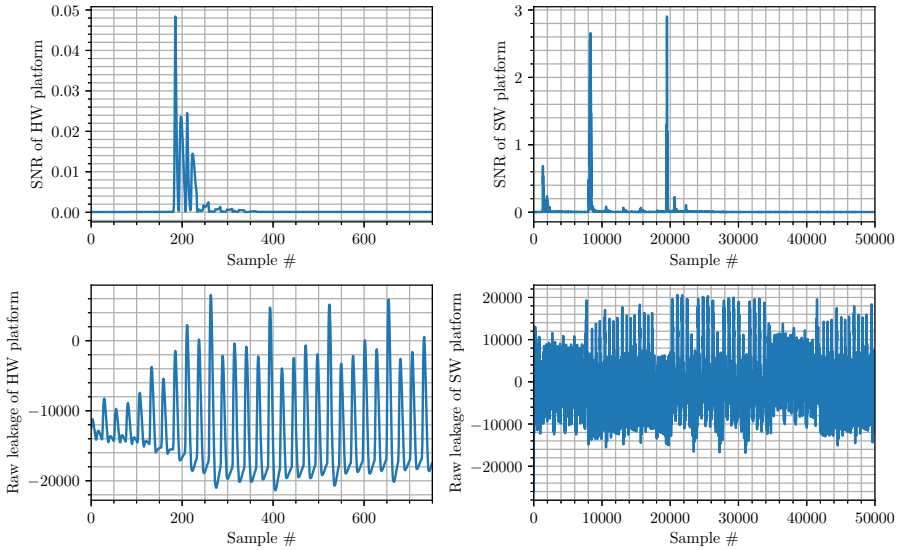 0.05
0.04
0.03
0.02
0.01
0.00
SNR of HW platform
0 200 400 600
Sample #
3
2
1
0
SNR of SW platform
0 10000 20000 30000 40000 50000
Sample #
0
−10000
−20000
Raw leakage of HW platform
0 200 400 600
Sample #
20000
10000
0
−10000
−20000
Raw leakage of SW platform
0 10000 20000 30000 40000 50000
Sample #